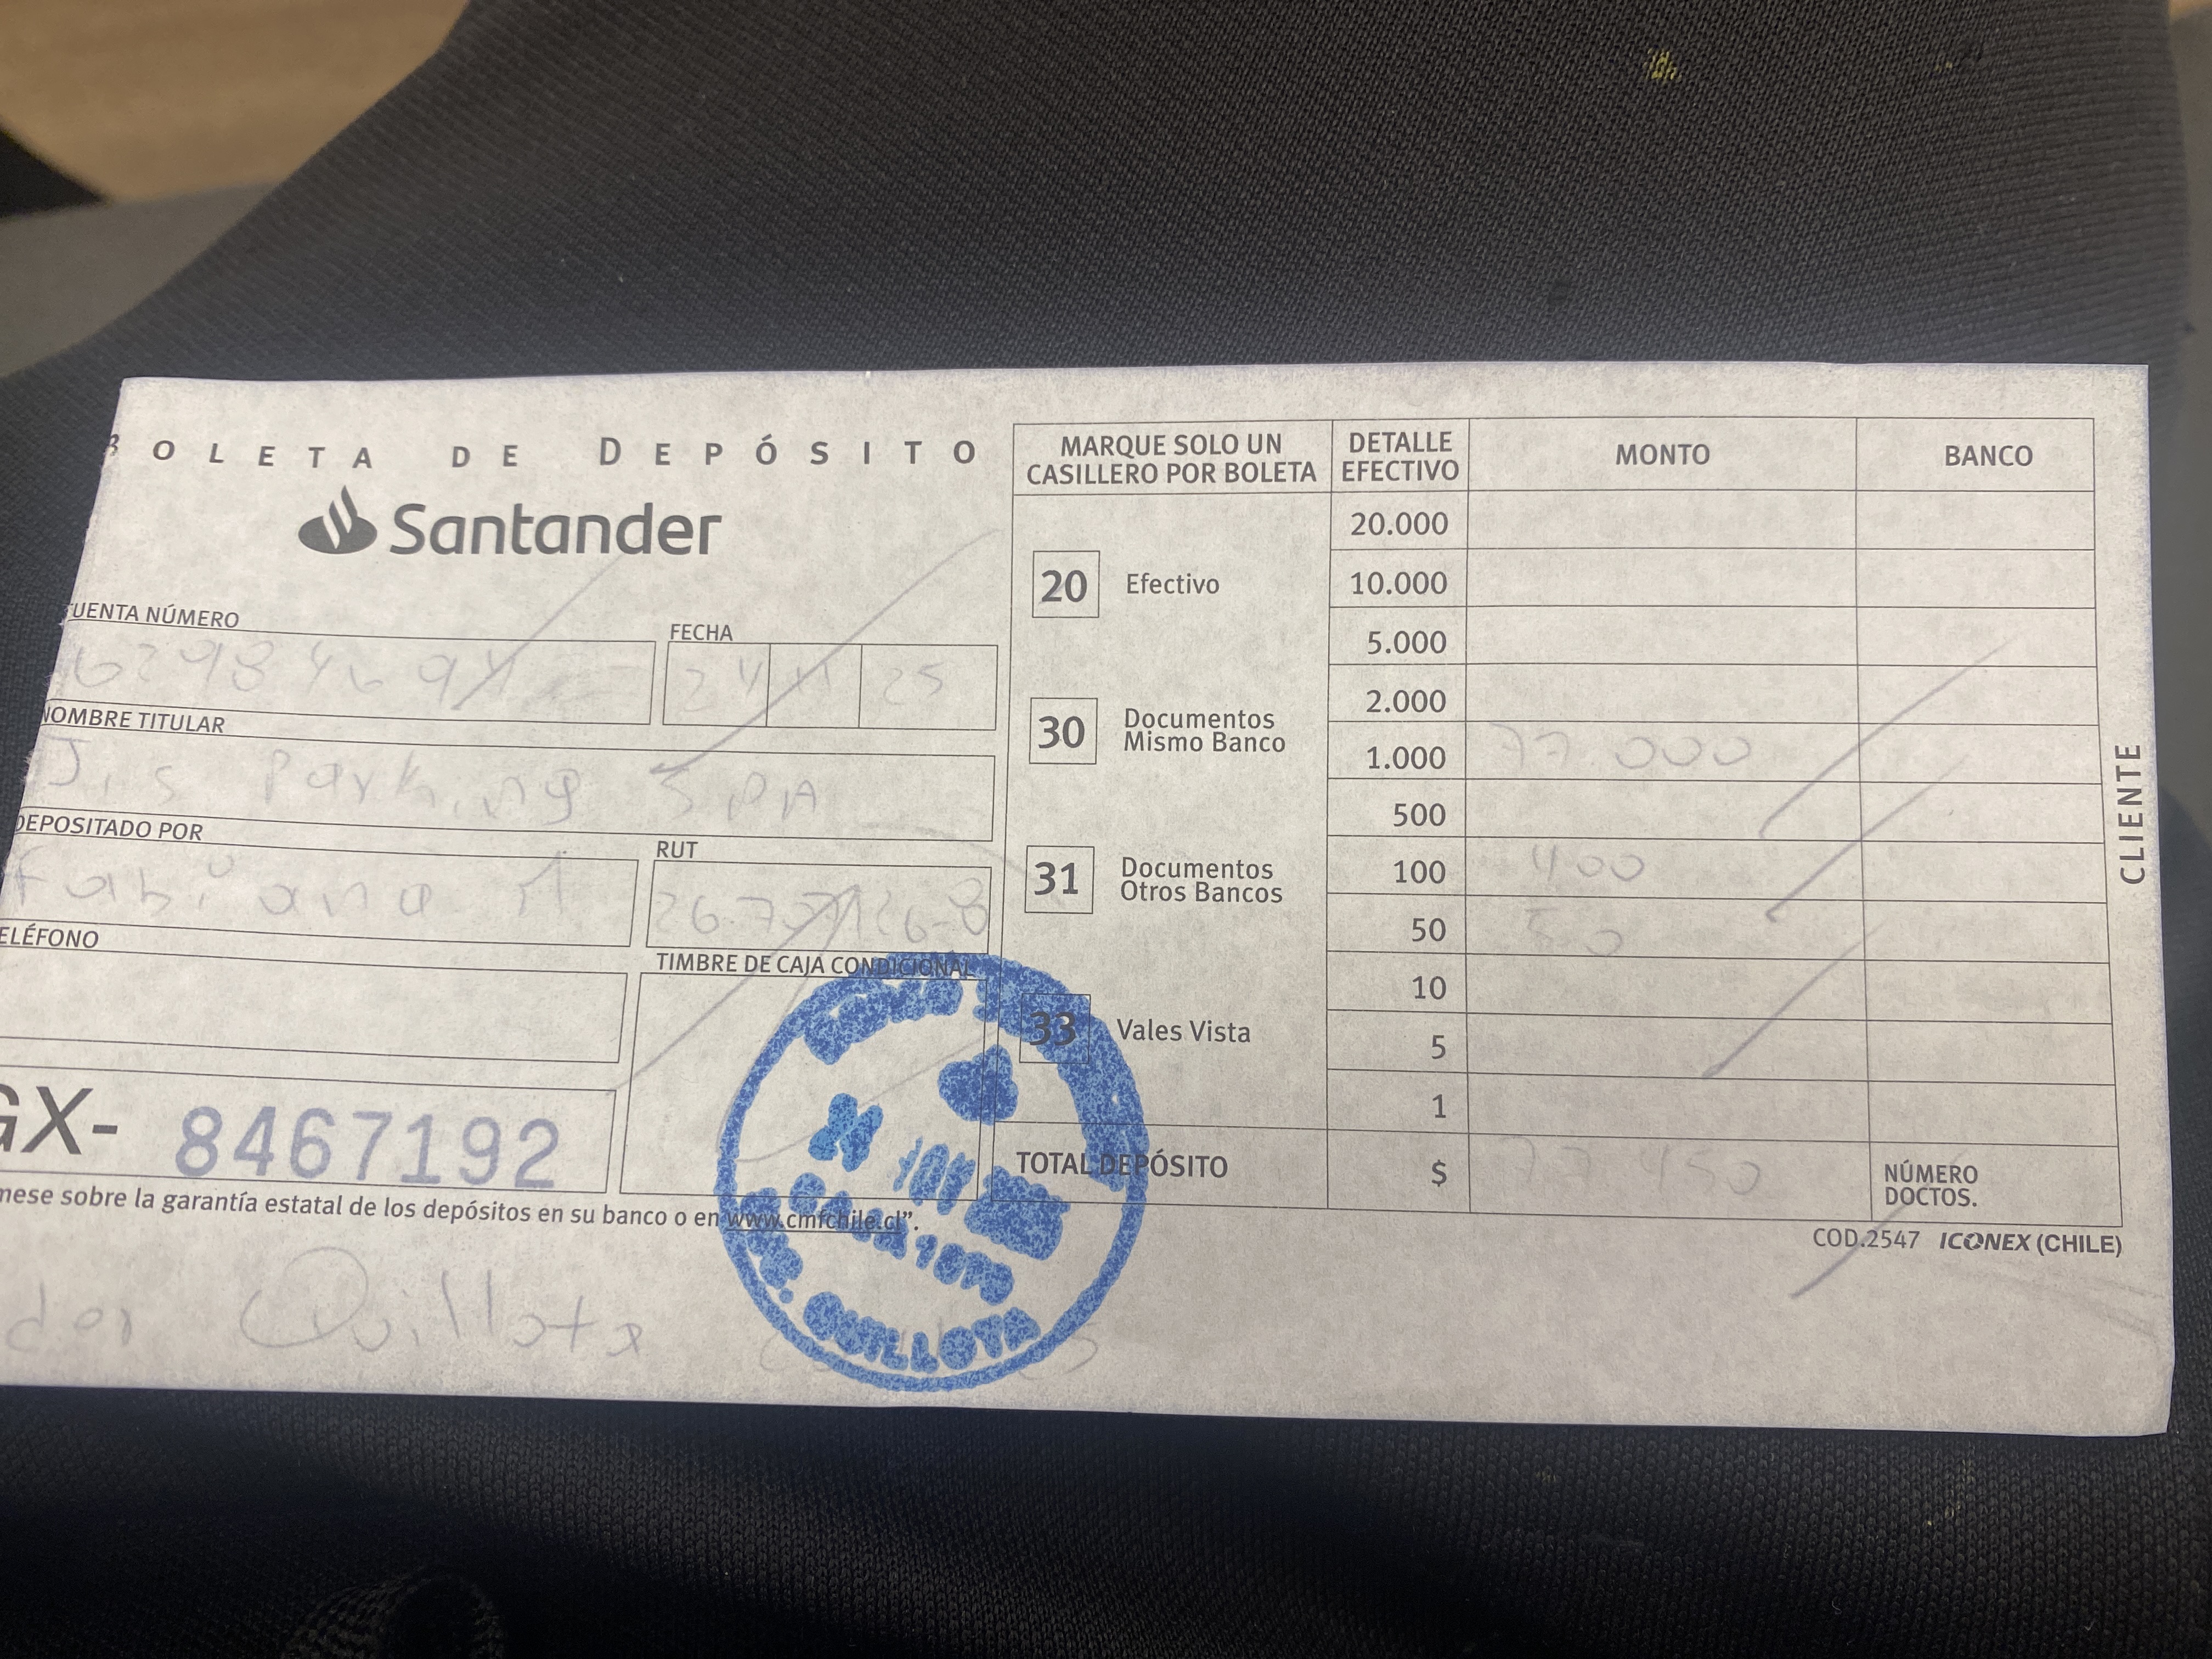 BOLETA DE DEPÓSITO
Santander
CUENTA NÚMERO
FECHA
24 11 25
NOMBRE TITULAR
Jis Parking SPA
DEPOSITADO POR
Fabiana M
RUT
TELÉFONO
TIMBRE DE CAJA CONDICIONAL
GX- 8467192
mese sobre la garantía estatal de los depósitos en su banco o en www.cmfchile.cl”.
dor Quillota
MARQUE SOLO UN CASILLERO POR BOLETA
20 Efectivo
30 Documentos Mismo Banco
31 Documentos Otros Bancos
33 Vales Vista
DETALLE EFECTIVO MONTO BANCO
20.000
10.000
5.000
2.000
1.000 77.000
500
100 400
50 50
10
5
1
TOTAL DEPÓSITO $ 77 450 NÚMERO DOCTOS.
COD.2547 ICONEX (CHILE)
CLIENTE
QUILLOTA